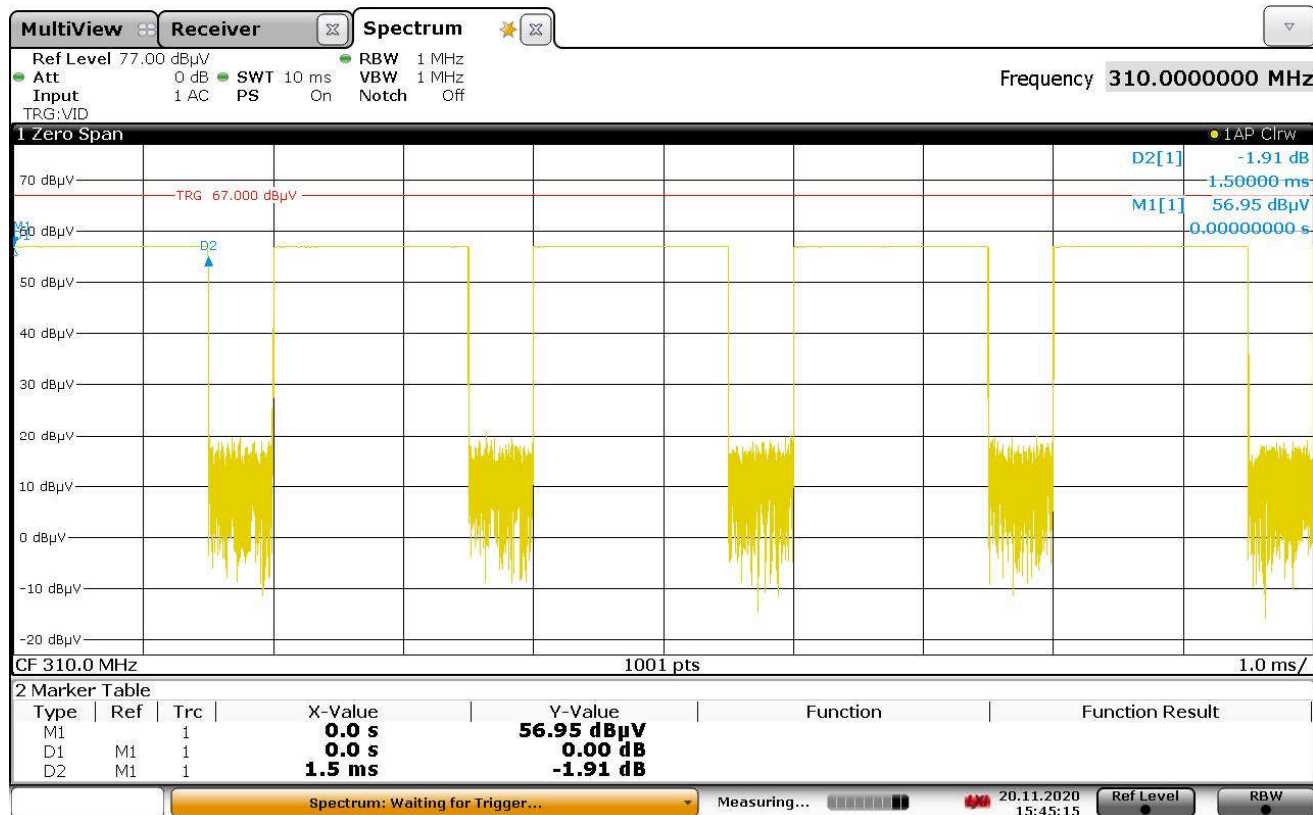 MultiView Receiver Spectrum
Ref Level 77.00 dBµV RBW 1 MHz
Att 0 dB SWT 10 ms VBW 1 MHz
Input 1 AC PS On Notch Off
TRG:VID
Frequency 310.0000000 MHz
1 Zero Span 1AP Clrw
D2[1] -1.91 dB
1.50000 ms
M1[1] 56.95 dBµV
0.00000000 s
70 dBµV
TRG 67.000 dBµV
M1
60 dBµV
D2
50 dBµV
40 dBµV
30 dBµV
20 dBµV
10 dBµV
0 dBµV
-10 dBµV
-20 dBµV
CF 310.0 MHz 1001 pts 1.0 ms/
2 Marker Table
Type Ref Trc X-Value Y-Value Function Function Result
M1 1 0.0 s 56.95 dBµV
D1 M1 1 0.0 s 0.00 dB
D2 M1 1 1.5 ms -1.91 dB
Spectrum: Waiting for Trigger... Measuring... 20.11.2020 Ref Level RBW
15:45:15